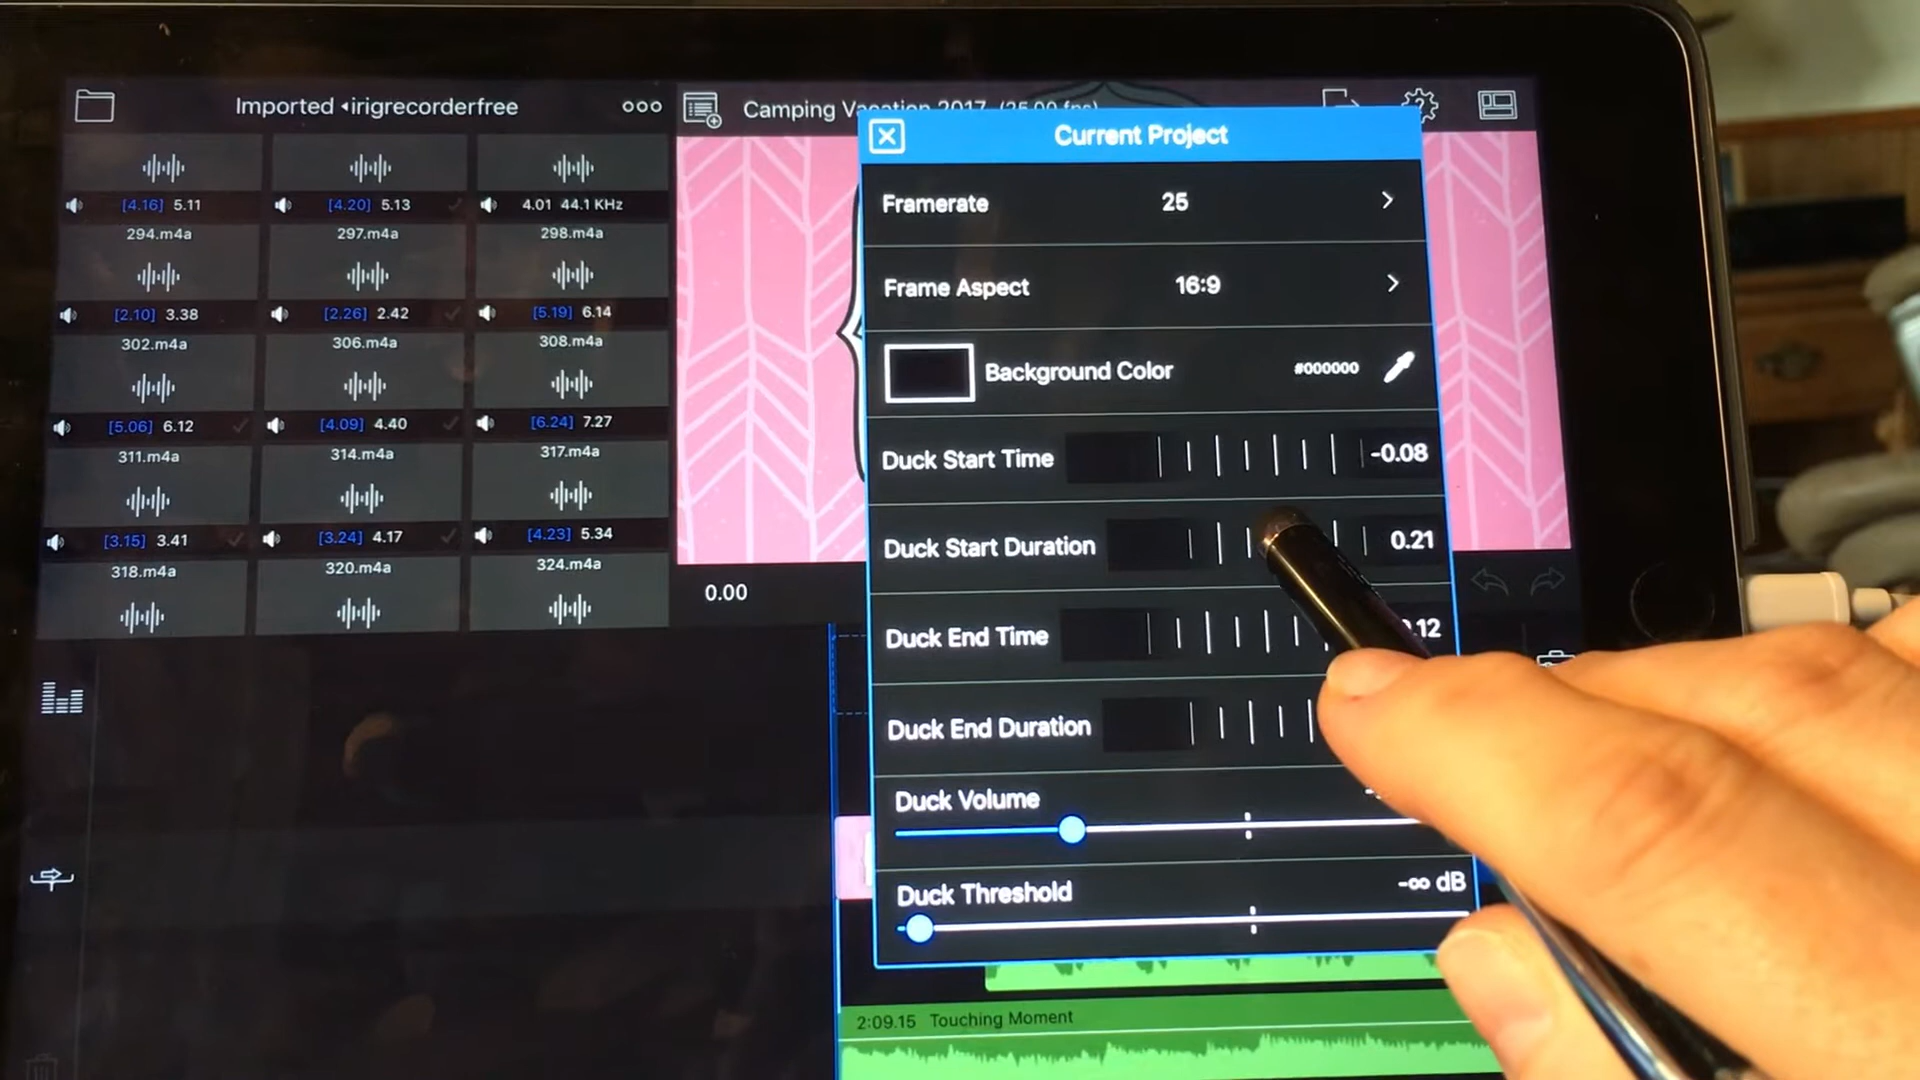 Imported ◂irigrecorderfree
[4.16] 5.11
[4.20] 5.13
4.01 44.1 KHz
294.m4a
297.m4a
298.m4a
[2.10] 3.38
[2.26] 2.42
[5.19] 6.14
302.m4a
306.m4a
308.m4a
[5.06] 6.12
[4.09] 4.40
[6.24] 7.27
311.m4a
314.m4a
317.m4a
[3.15] 3.41
[3.24] 4.17
[4.23] 5.34
318.m4a
320.m4a
324.m4a
Camping Vacation 2017 (25.00 fps)
Current Project
Framerate 25
Frame Aspect 16:9
Background Color #000000
Duck Start Time -0.08
Duck Start Duration 0.21
Duck End Time .12
Duck End Duration
Duck Volume
Duck Threshold -∞ dB
0.00
2:09.15 Touching Moment